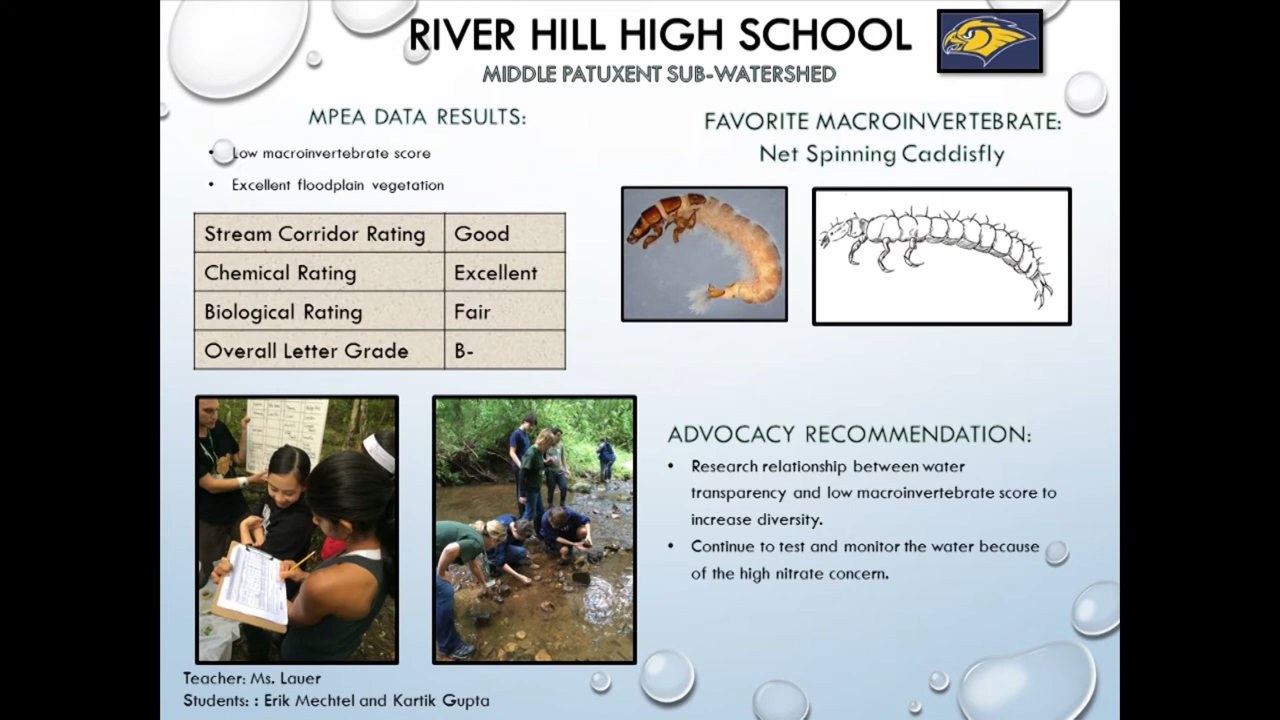 RIVER HILL HIGH SCHOOL
MIDDLE PATUXENT SUB-WATERSHED
MPEA DATA RESULTS:
• Low macroinvertebrate score
• Excellent floodplain vegetation
Stream Corridor Rating Good
Chemical Rating Excellent
Biological Rating Fair
Overall Letter Grade B-
FAVORITE MACROINVERTEBRATE:
Net Spinning Caddisfly
ADVOCACY RECOMMENDATION:
• Research relationship between water
transparency and low macroinvertebrate score to
increase diversity.
• Continue to test and monitor the water because
of the high nitrate concern.
Teacher: Ms. Lauer
Students: : Erik Mechtel and Kartik Gupta